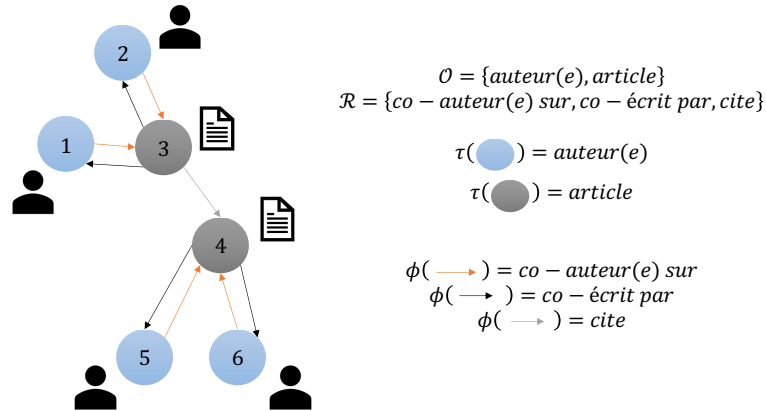 2
1
3
4
5
6
𝒪 = {auteur(e), article}
ℛ = {co − auteur(e) sur, co − écrit par, cite}
τ( ) = auteur(e)
τ( ) = article
ϕ( ) = co − auteur(e) sur
ϕ( ) = co − écrit par
ϕ( ) = cite